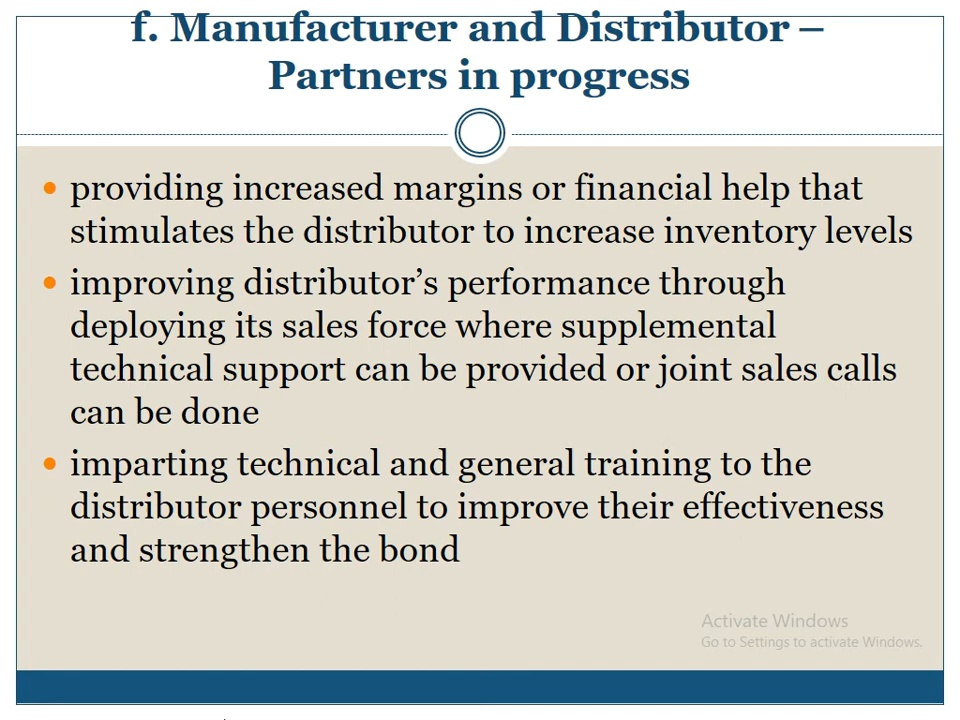 f. Manufacturer and Distributor –
Partners in progress
providing increased margins or financial help that
stimulates the distributor to increase inventory levels
improving distributor’s performance through
deploying its sales force where supplemental
technical support can be provided or joint sales calls
can be done
imparting technical and general training to the
distributor personnel to improve their effectiveness
and strengthen the bond
Activate Windows
Go to Settings to activate Windows.